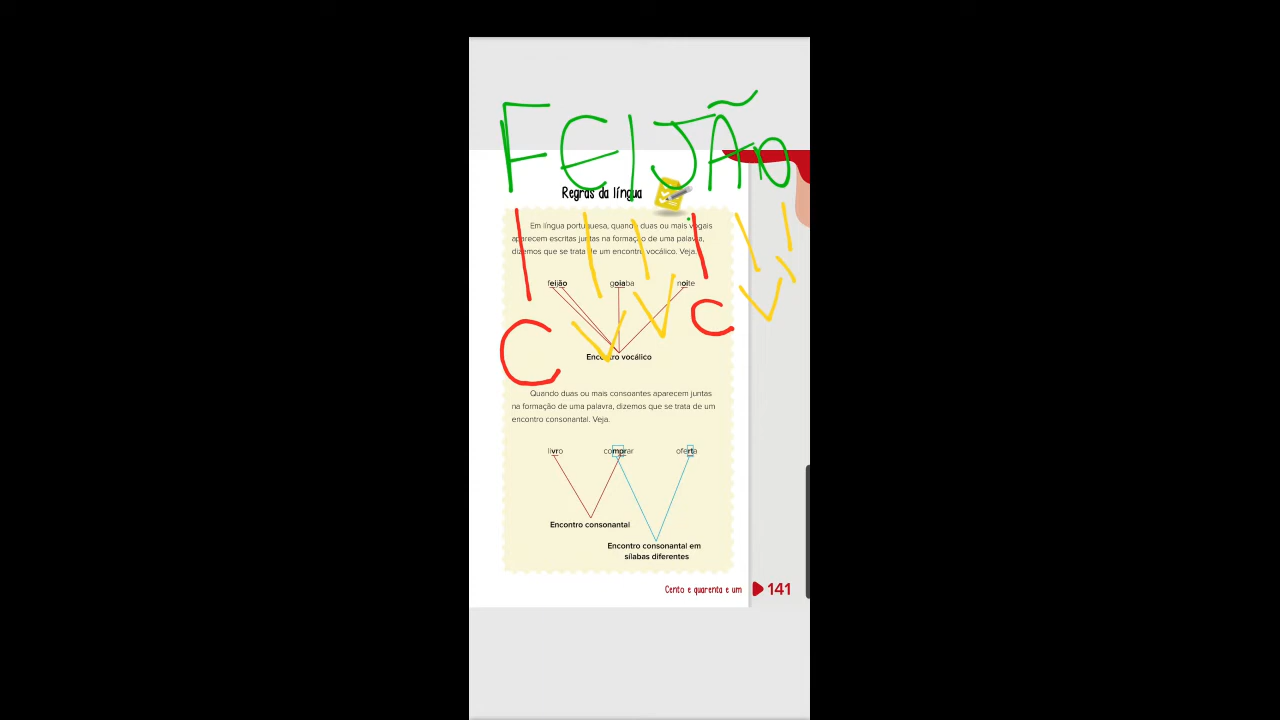 FEIJÃO
Regras da língua
Em língua portuguesa, quando duas ou mais vogais
aparecem escritas juntas na formação de uma palavra,
dizemos que se trata de um encontro vocálico. Veja.
feijão goiaba noite
C V V C V V
Encontro vocálico
Quando duas ou mais consoantes aparecem juntas
na formação de uma palavra, dizemos que se trata de um
encontro consonantal. Veja.
livro comprar oferta
Encontro consonantal
Encontro consonantal em
sílabas diferentes
Cento e quarenta e um 141